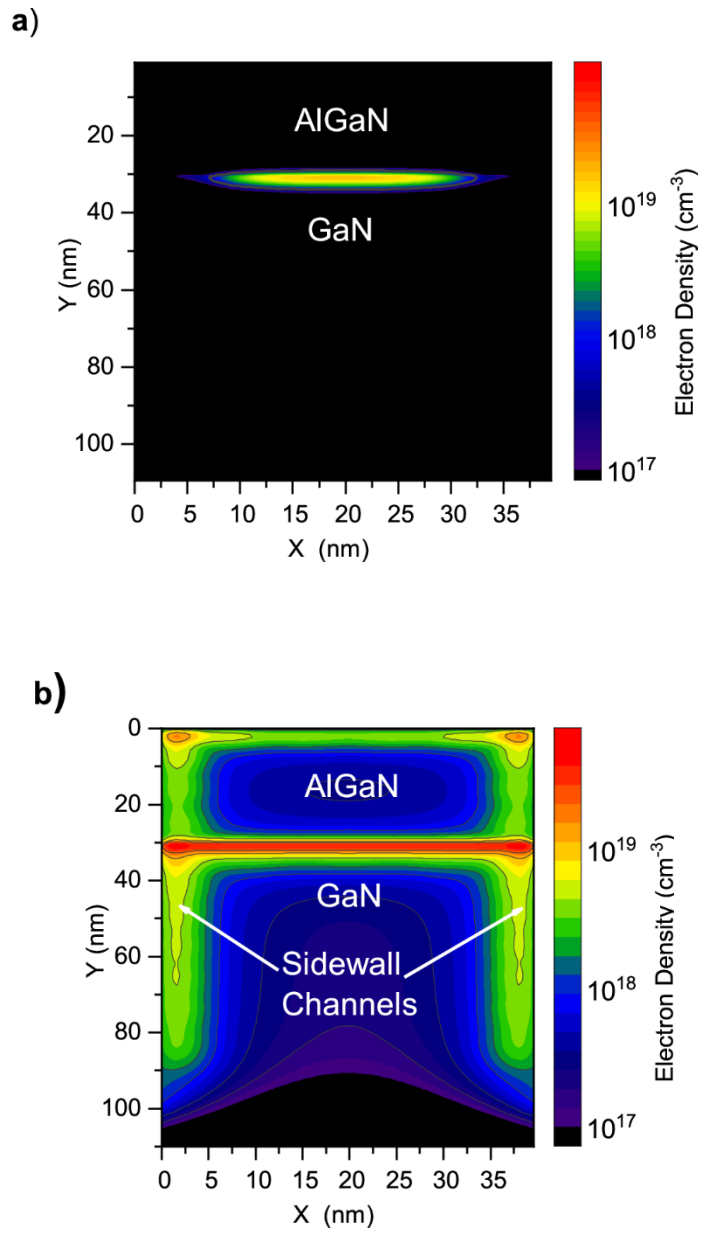 a)
AlGaN
GaN
20
40
60
80
100
Y (nm)
0 5 10 15 20 25 30 35
X (nm)
10^19
10^18
10^17
Electron Density (cm^-3)
b)
AlGaN
GaN
Sidewall
Channels
0
20
40
60
80
100
Y (nm)
0 5 10 15 20 25 30 35
X (nm)
10^19
10^18
10^17
Electron Density (cm^-3)